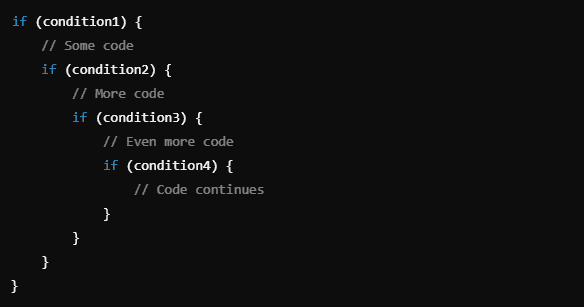 if (condition1) {
    // Some code
    if (condition2) {
        // More code
        if (condition3) {
            // Even more code
            if (condition4) {
                // Code continues
            }
        }
    }
}